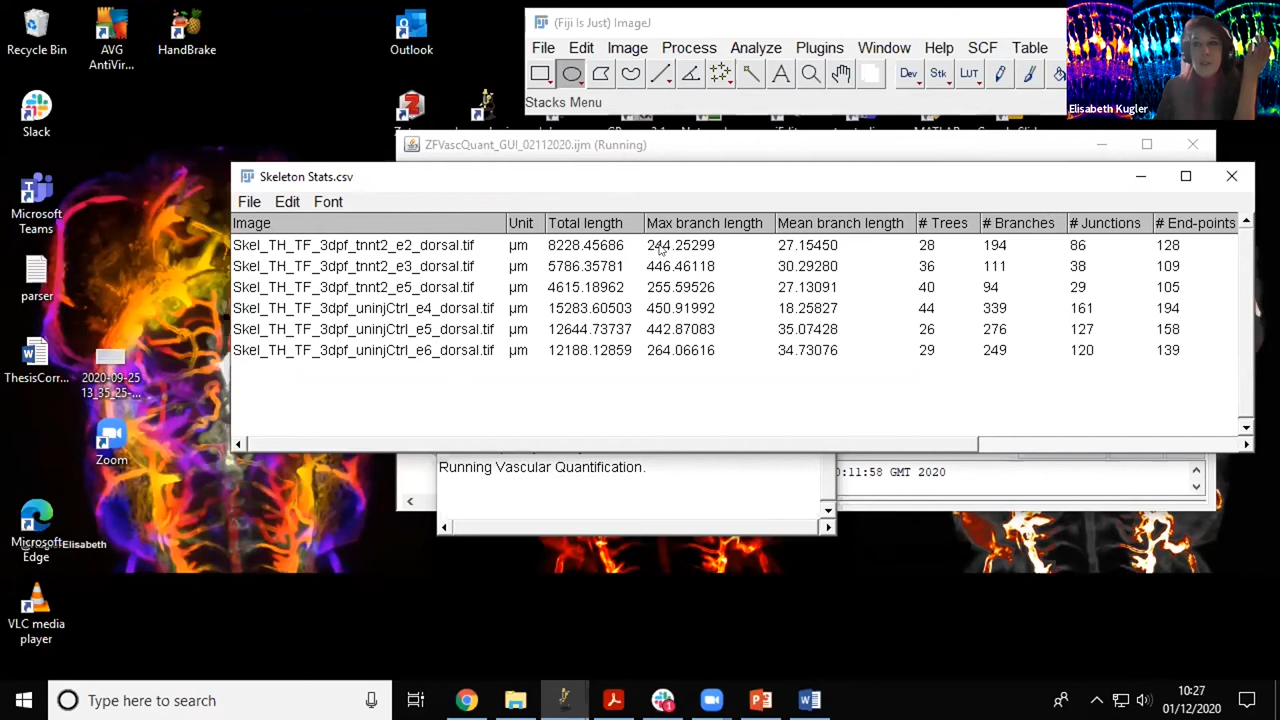 Recycle Bin
AVG
AntiVir...
HandBrake
Outlook
(Fiji Is Just) ImageJ
File Edit Image Process Analyze Plugins Window Help SCF Table
Dev Stk LUT
Stacks Menu
Elisabeth Kugler
Slack
ZFVascQuant_GUI_02112020.ijm (Running)
Skeleton Stats.csv
File Edit Font
Image Unit Total length Max branch length Mean branch length # Trees # Branches # Junctions # End-points
Skel_TH_TF_3dpf_tnnt2_e2_dorsal.tif µm 8228.45686 244.25299 27.15450 28 194 86 128
Skel_TH_TF_3dpf_tnnt2_e3_dorsal.tif µm 5786.35781 446.46118 30.29280 36 111 38 109
Skel_TH_TF_3dpf_tnnt2_e5_dorsal.tif µm 4615.18962 255.59526 27.13091 40 94 29 105
Skel_TH_TF_3dpf_uninjCtrl_e4_dorsal.tif µm 15283.60503 450.91992 18.25827 44 339 161 194
Skel_TH_TF_3dpf_uninjCtrl_e5_dorsal.tif µm 12644.73737 442.87083 35.07428 26 276 127 158
Skel_TH_TF_3dpf_uninjCtrl_e6_dorsal.tif µm 12188.12859 264.06616 34.73076 29 249 120 139
Microsoft
Teams
parser
ThesisCorr...
2020-09-25
13_35_25-...
Zoom
Running Vascular Quantification.
0:11:58 GMT 2020
Microsoft
Edge
Elisabeth
VLC media
player
Type here to search
10:27
01/12/2020